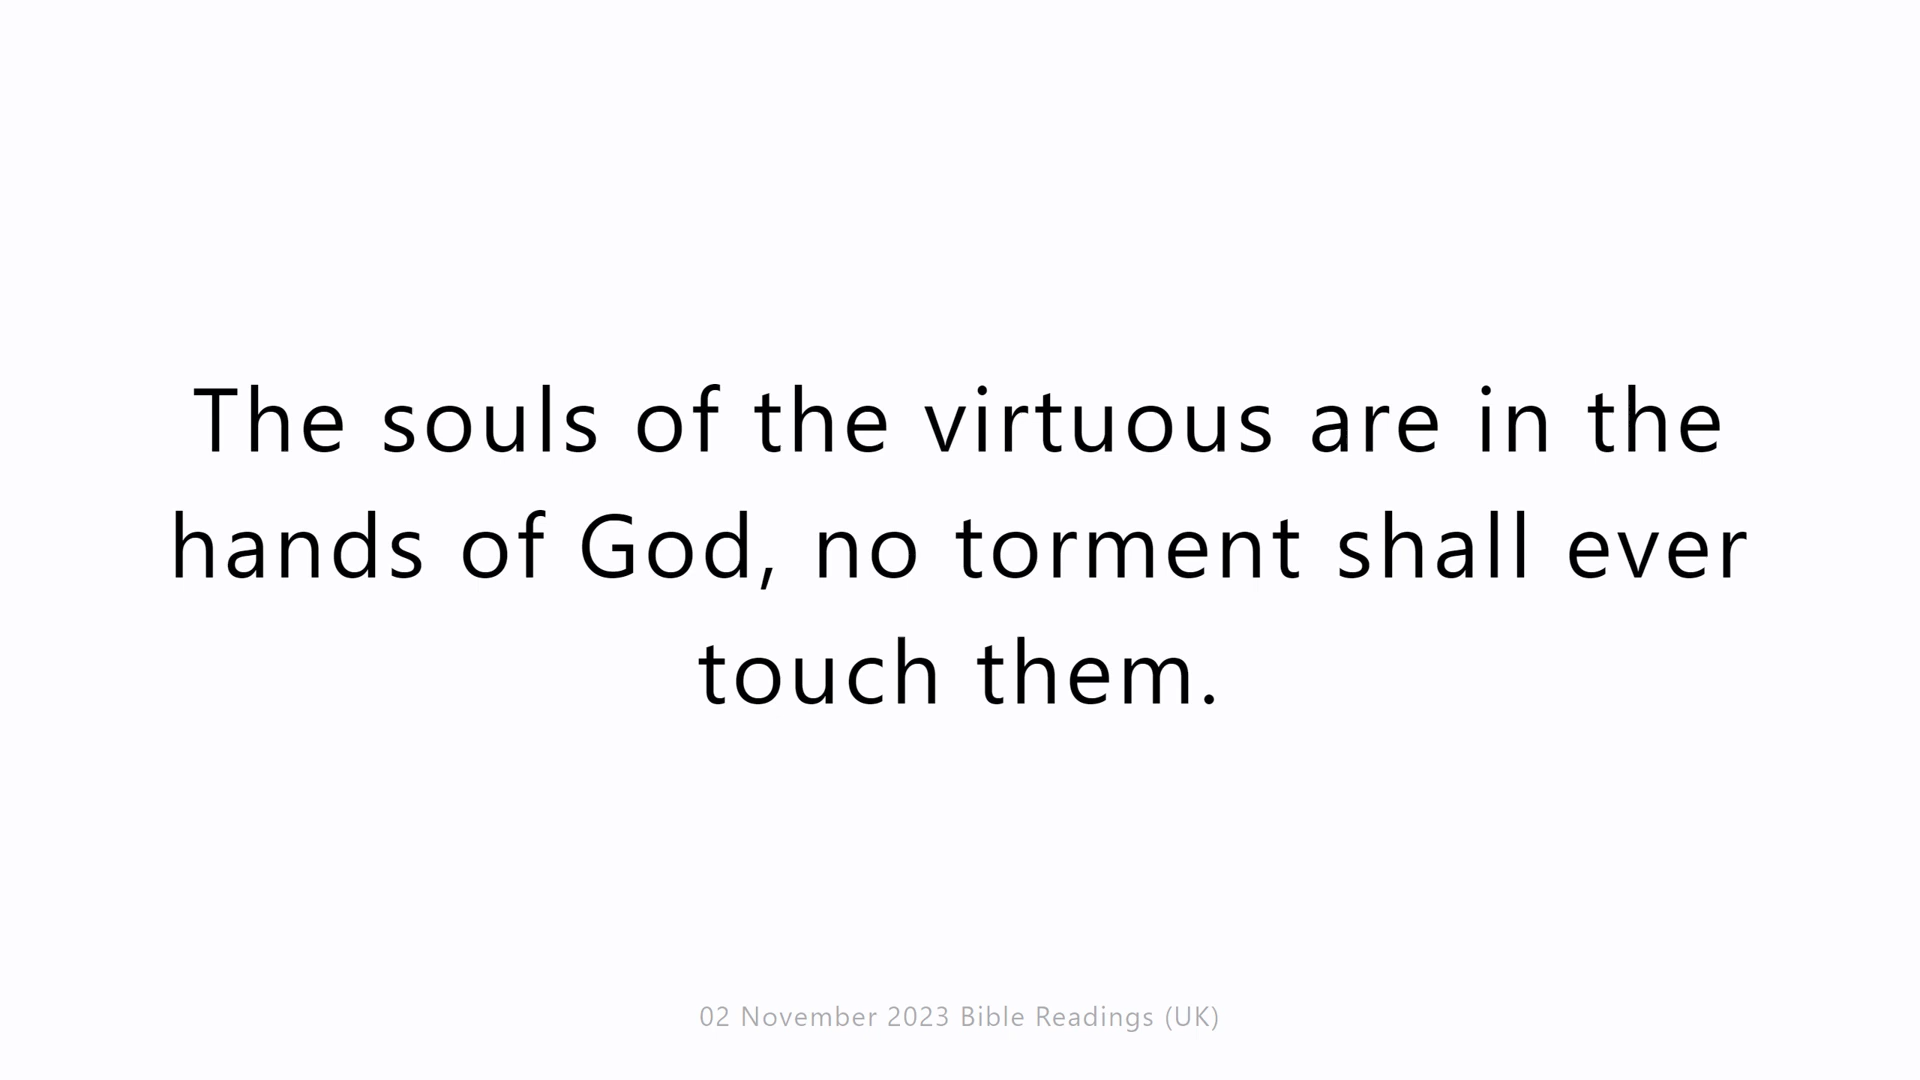 The souls of the virtuous are in the
hands of God, no torment shall ever
touch them.
02 November 2023 Bible Readings (UK)